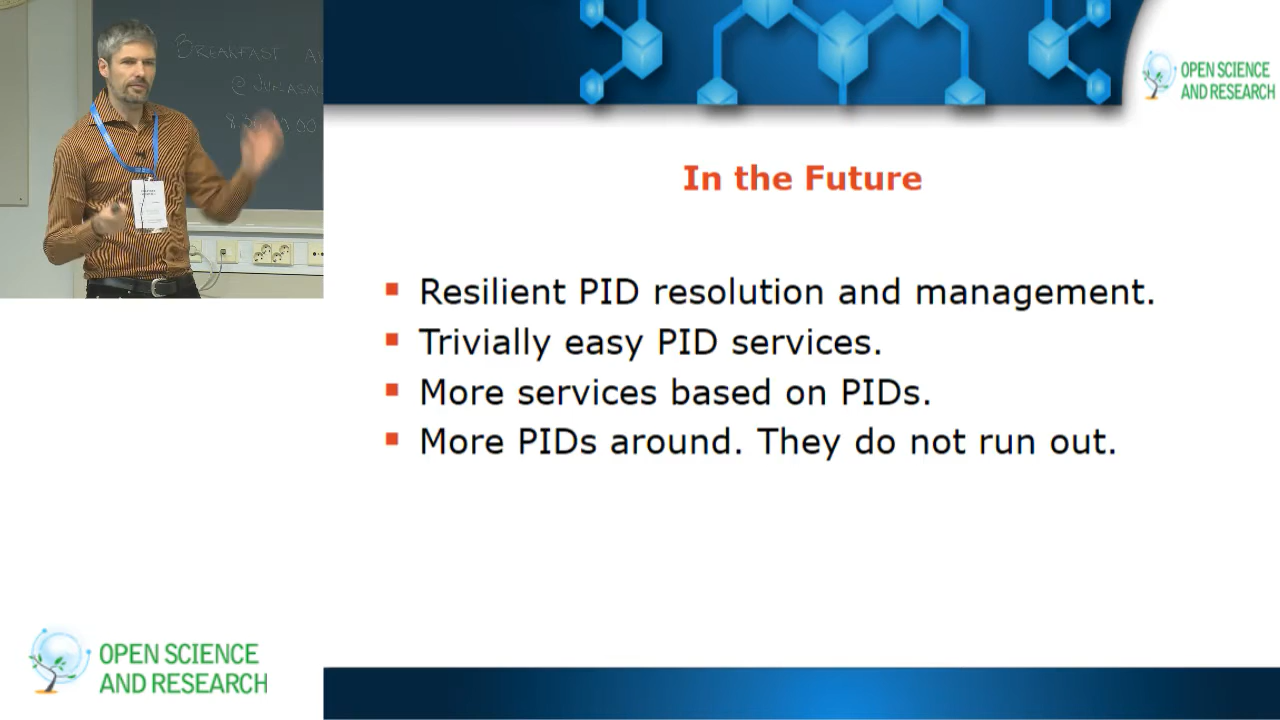 BREAKFAST
OPEN SCIENCE
AND RESEARCH
In the Future
Resilient PID resolution and management.
Trivially easy PID services.
More services based on PIDs.
More PIDs around. They do not run out.
OPEN SCIENCE
AND RESEARCH